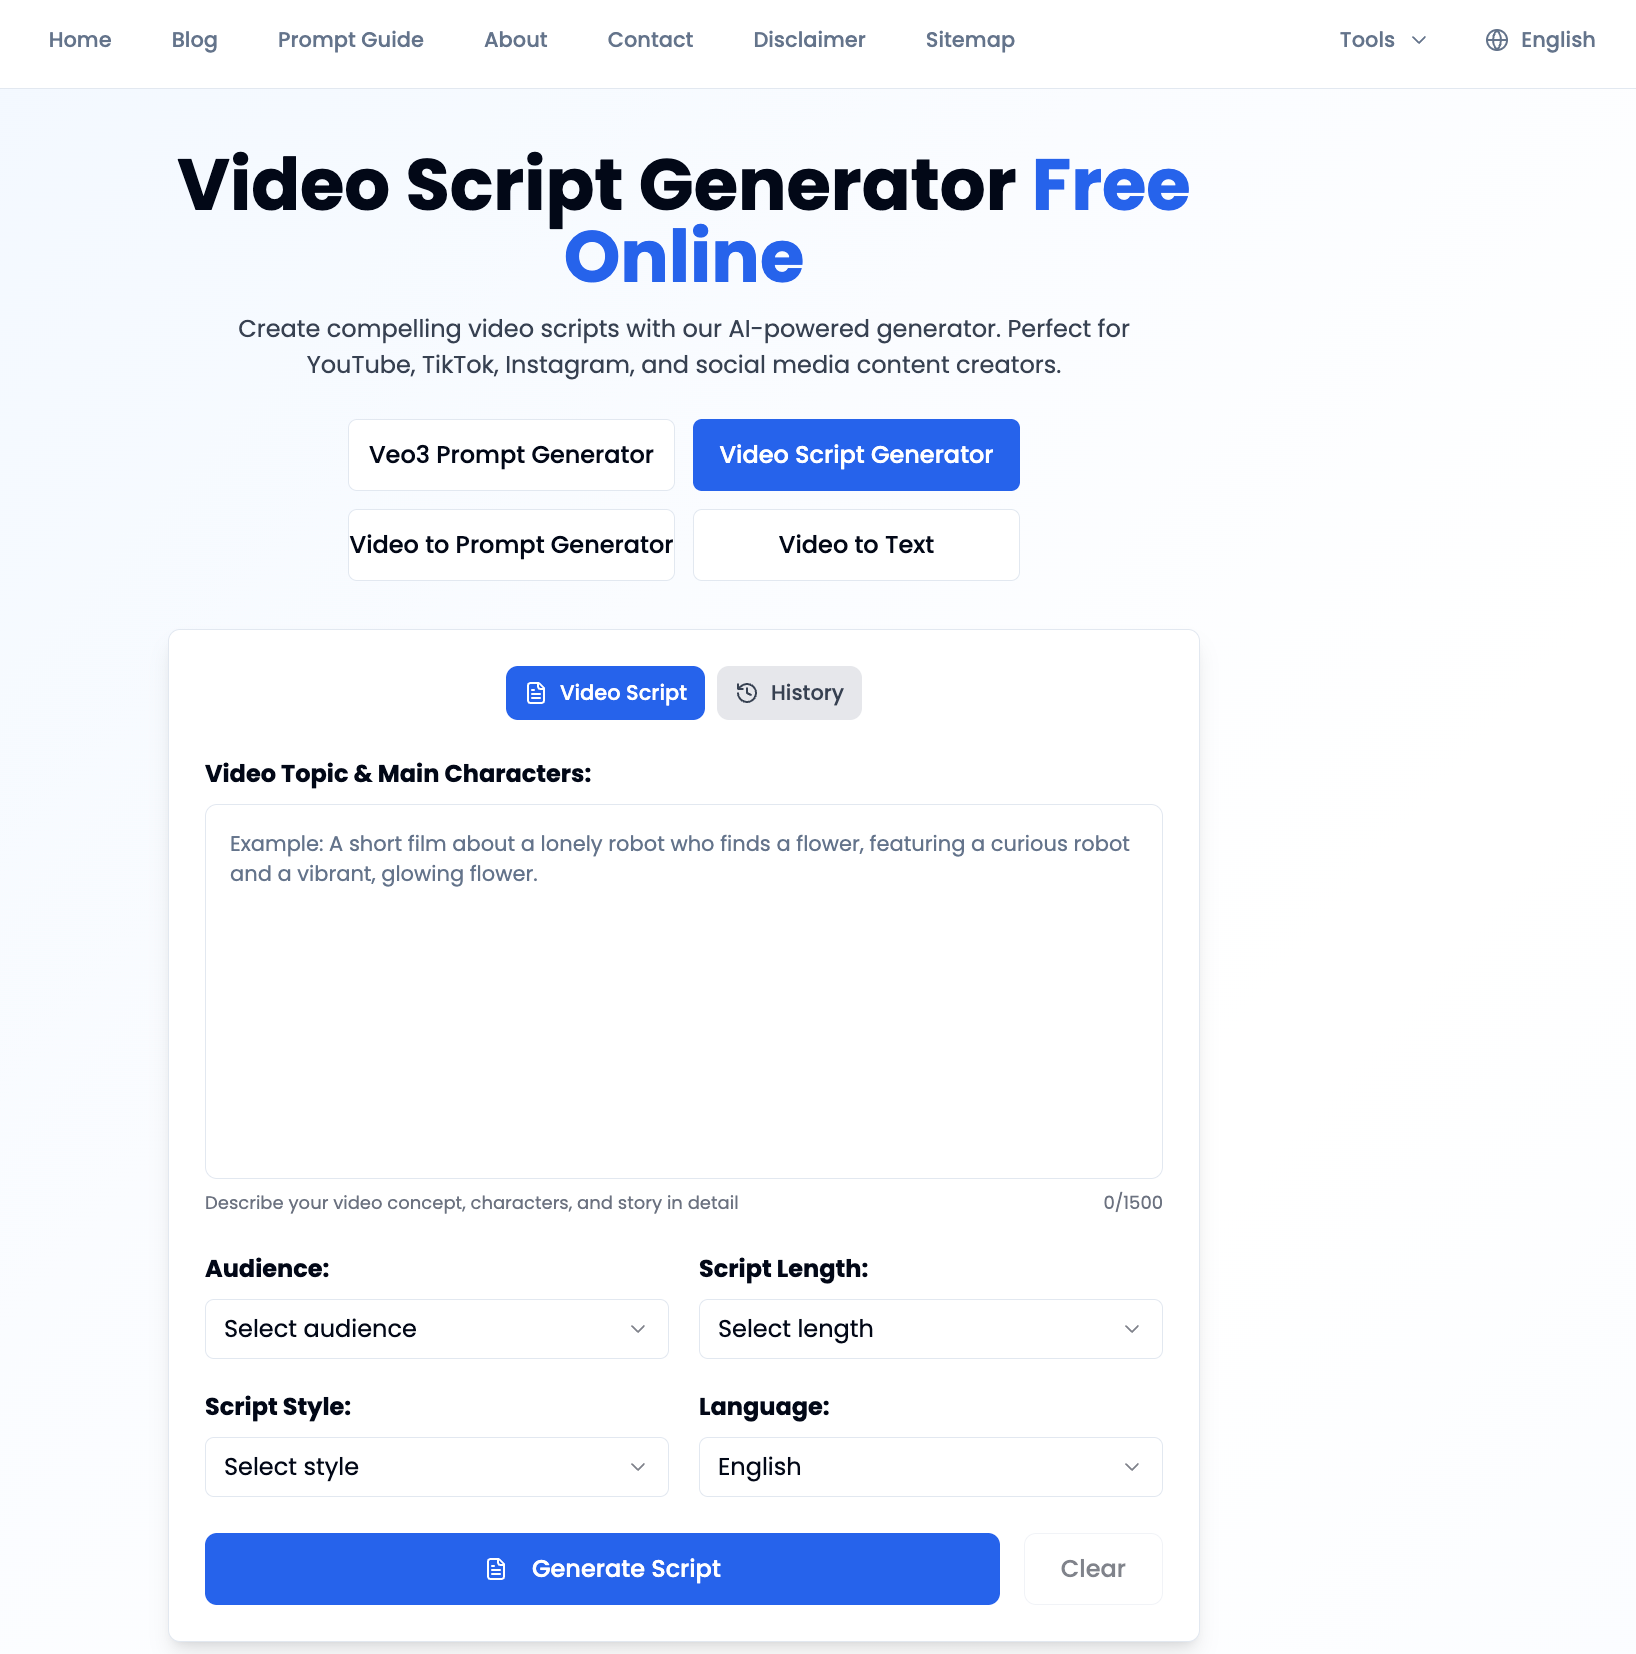 Home Blog Prompt Guide About Contact Disclaimer Sitemap Tools English
Video Script Generator Free
Online
Create compelling video scripts with our AI-powered generator. Perfect for
YouTube, TikTok, Instagram, and social media content creators.
Veo3 Prompt Generator Video Script Generator
Video to Prompt Generator Video to Text
Video Script History
Video Topic & Main Characters:
Example: A short film about a lonely robot who finds a flower, featuring a curious robot
and a vibrant, glowing flower.
Describe your video concept, characters, and story in detail 0/1500
Audience: Script Length:
Select audience Select length
Script Style: Language:
Select style English
Generate Script Clear